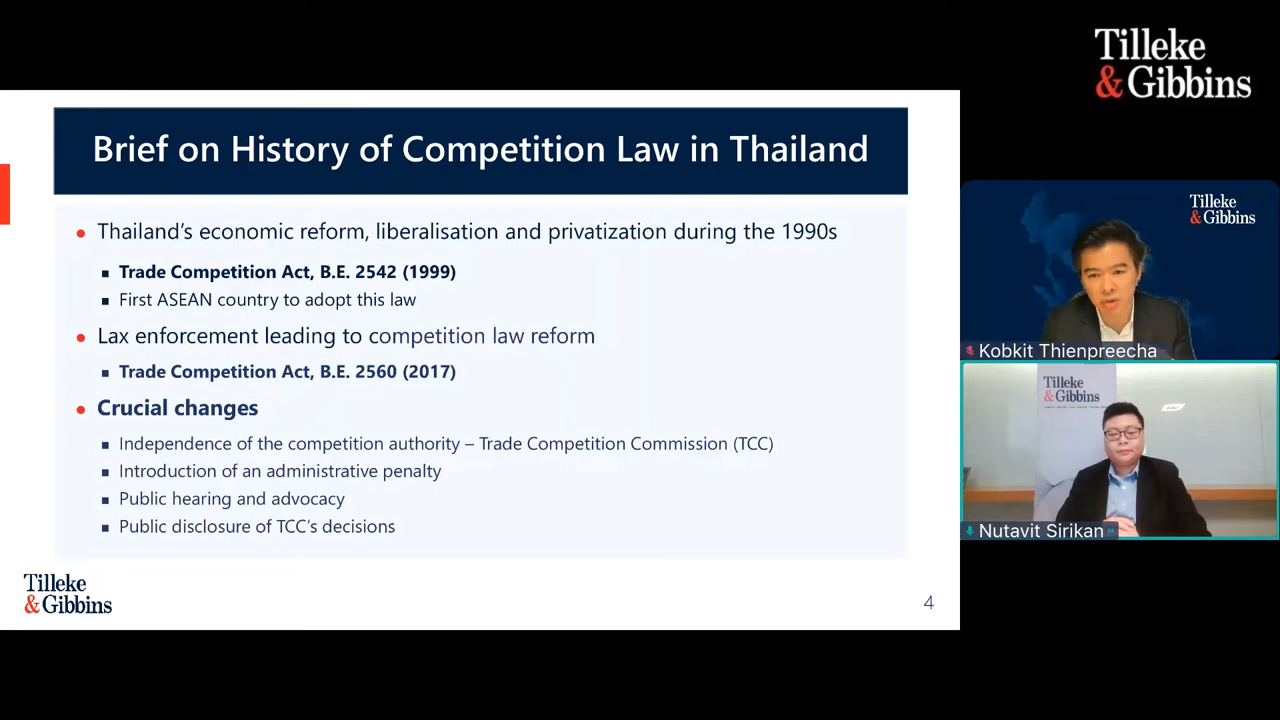 Tilleke
& Gibbins
Brief on History of Competition Law in Thailand
Thailand’s economic reform, liberalisation and privatization during the 1990s
Trade Competition Act, B.E. 2542 (1999)
First ASEAN country to adopt this law
Lax enforcement leading to competition law reform
Trade Competition Act, B.E. 2560 (2017)
Crucial changes
Independence of the competition authority – Trade Competition Commission (TCC)
Introduction of an administrative penalty
Public hearing and advocacy
Public disclosure of TCC’s decisions
Tilleke
& Gibbins
4
Tilleke
& Gibbins
Kobkit Thienpreecha
Tilleke
& Gibbins
Nutavit Sirikan